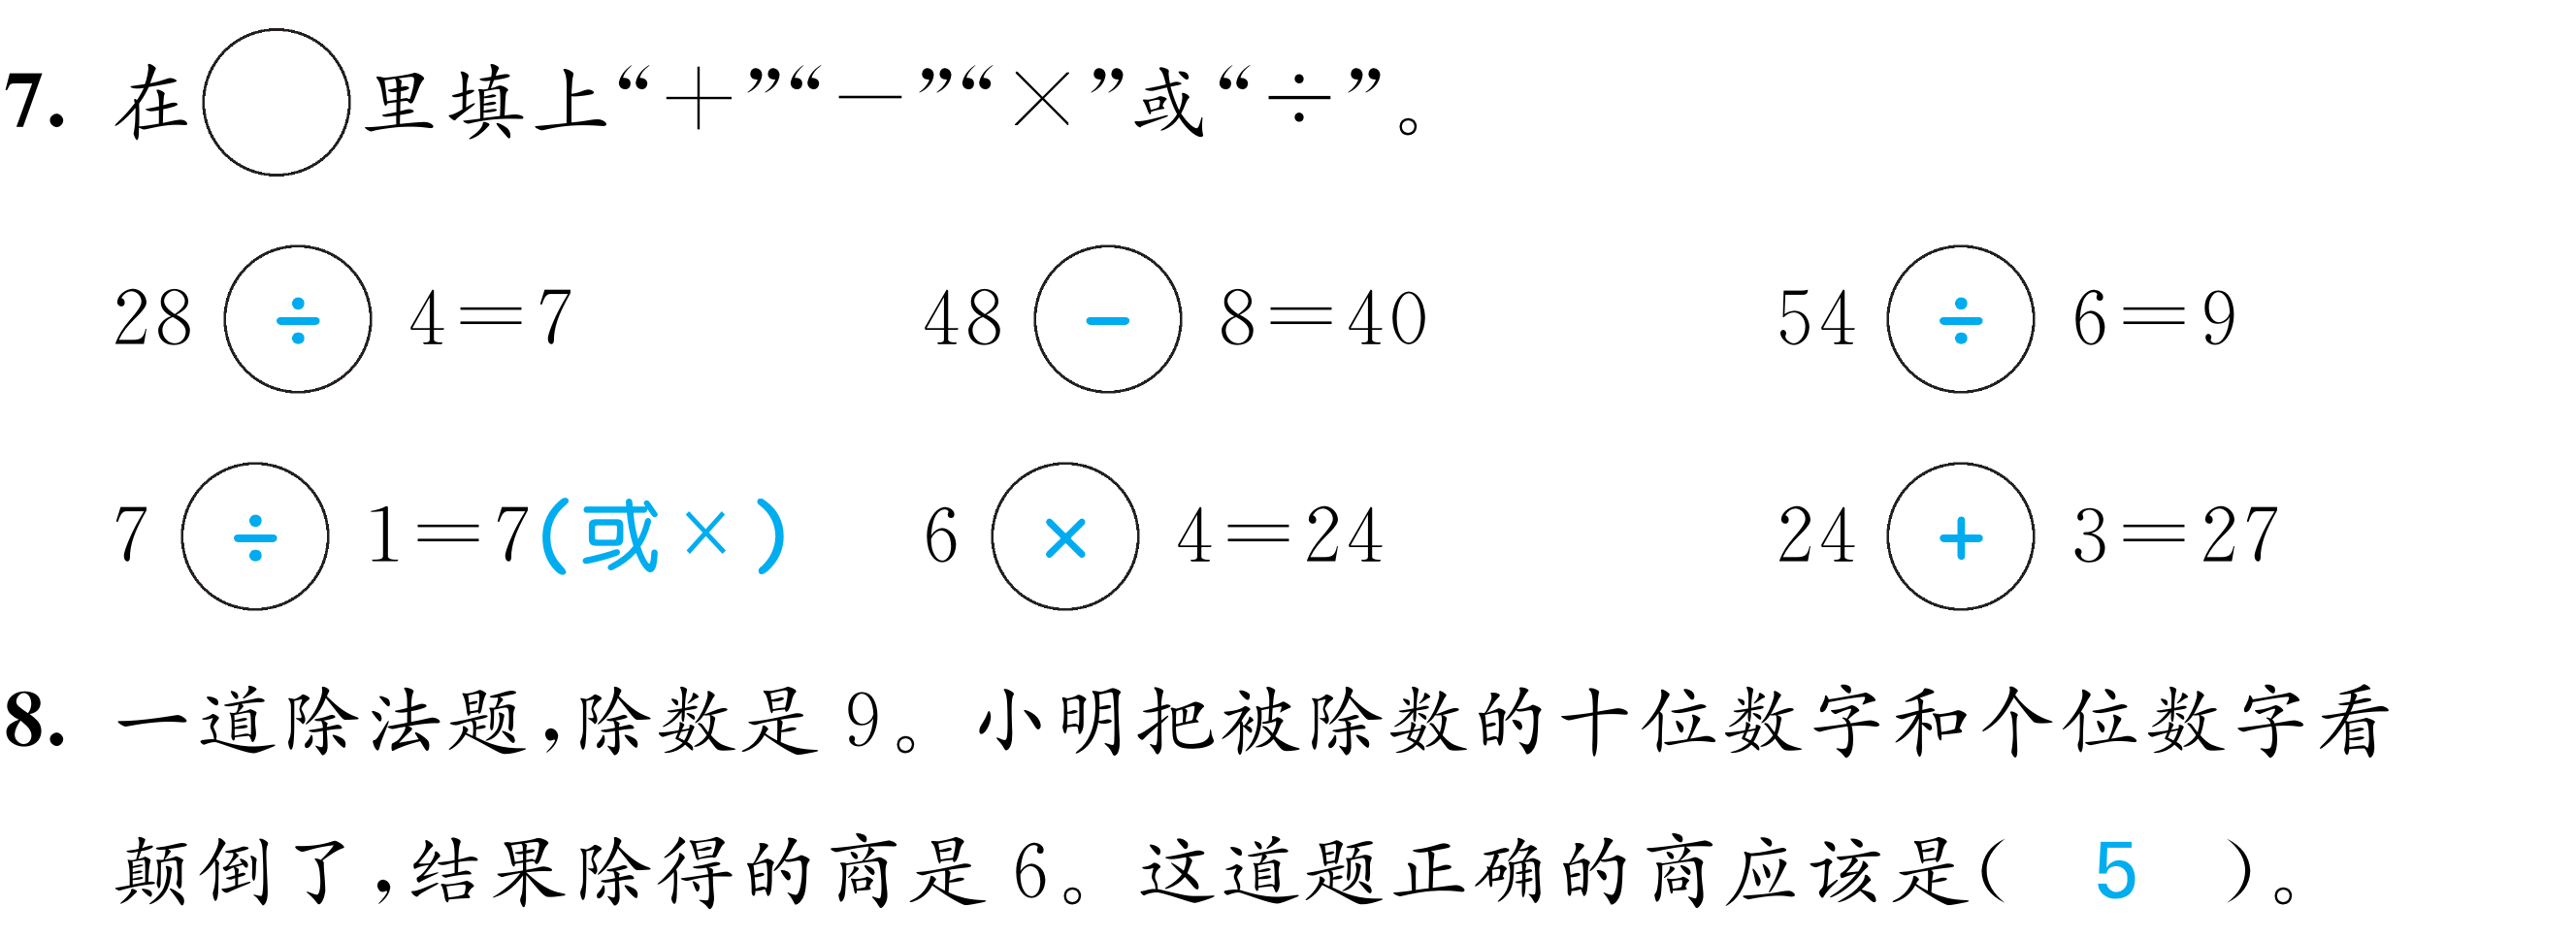 7. 在○里填上“＋”“－”“×”或“÷”。
28 ÷ 4＝7 48 － 8＝40 54 ÷ 6＝9
7 ÷ 1＝7(或×) 6 × 4＝24 24 ＋ 3＝27
8. 一道除法题,除数是 9。小明把被除数的十位数字和个位数字看
颠倒了,结果除得的商是 6。这道题正确的商应该是( 5 )。